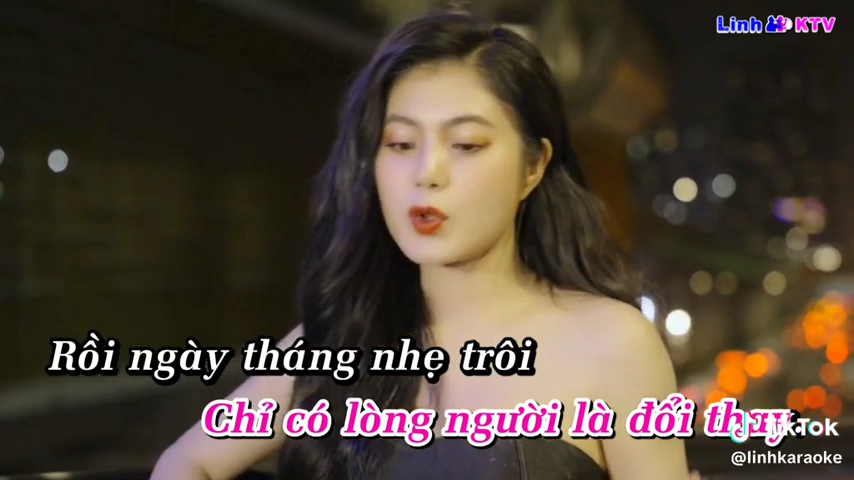 Linh KTV
Rồi ngày tháng nhẹ trôi
Chỉ có lòng người là đổi thay
TikTok
@linhkaraoke